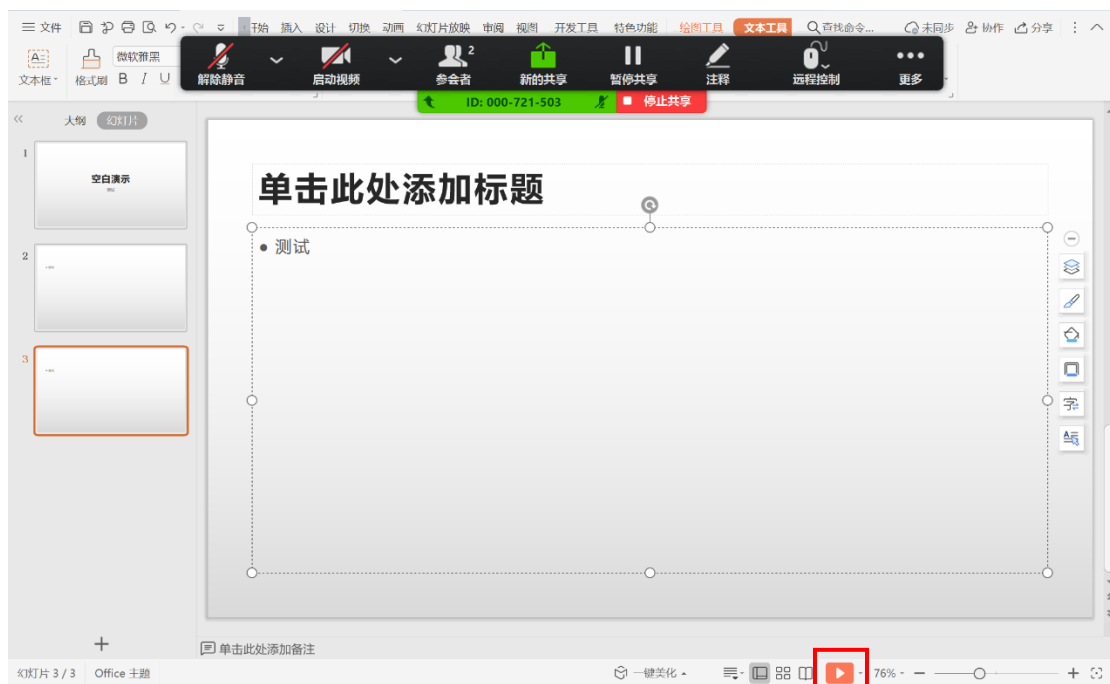 文件 开始 插入 设计 切换 动画 幻灯片放映 审阅 视图 开发工具 特色功能 绘图工具 文本工具 查找命令... 未同步 协作 分享
文本框 格式刷 微软雅黑 B I U
解除静音 启动视频 参会者 2 新的共享 暂停共享 注释 远程控制 更多
ID: 000-721-503 停止共享
大纲 幻灯片
1
空白演示
2
3
单击此处添加标题
• 测试
单击此处添加备注
幻灯片 3 / 3 Office 主题 一键美化 76%